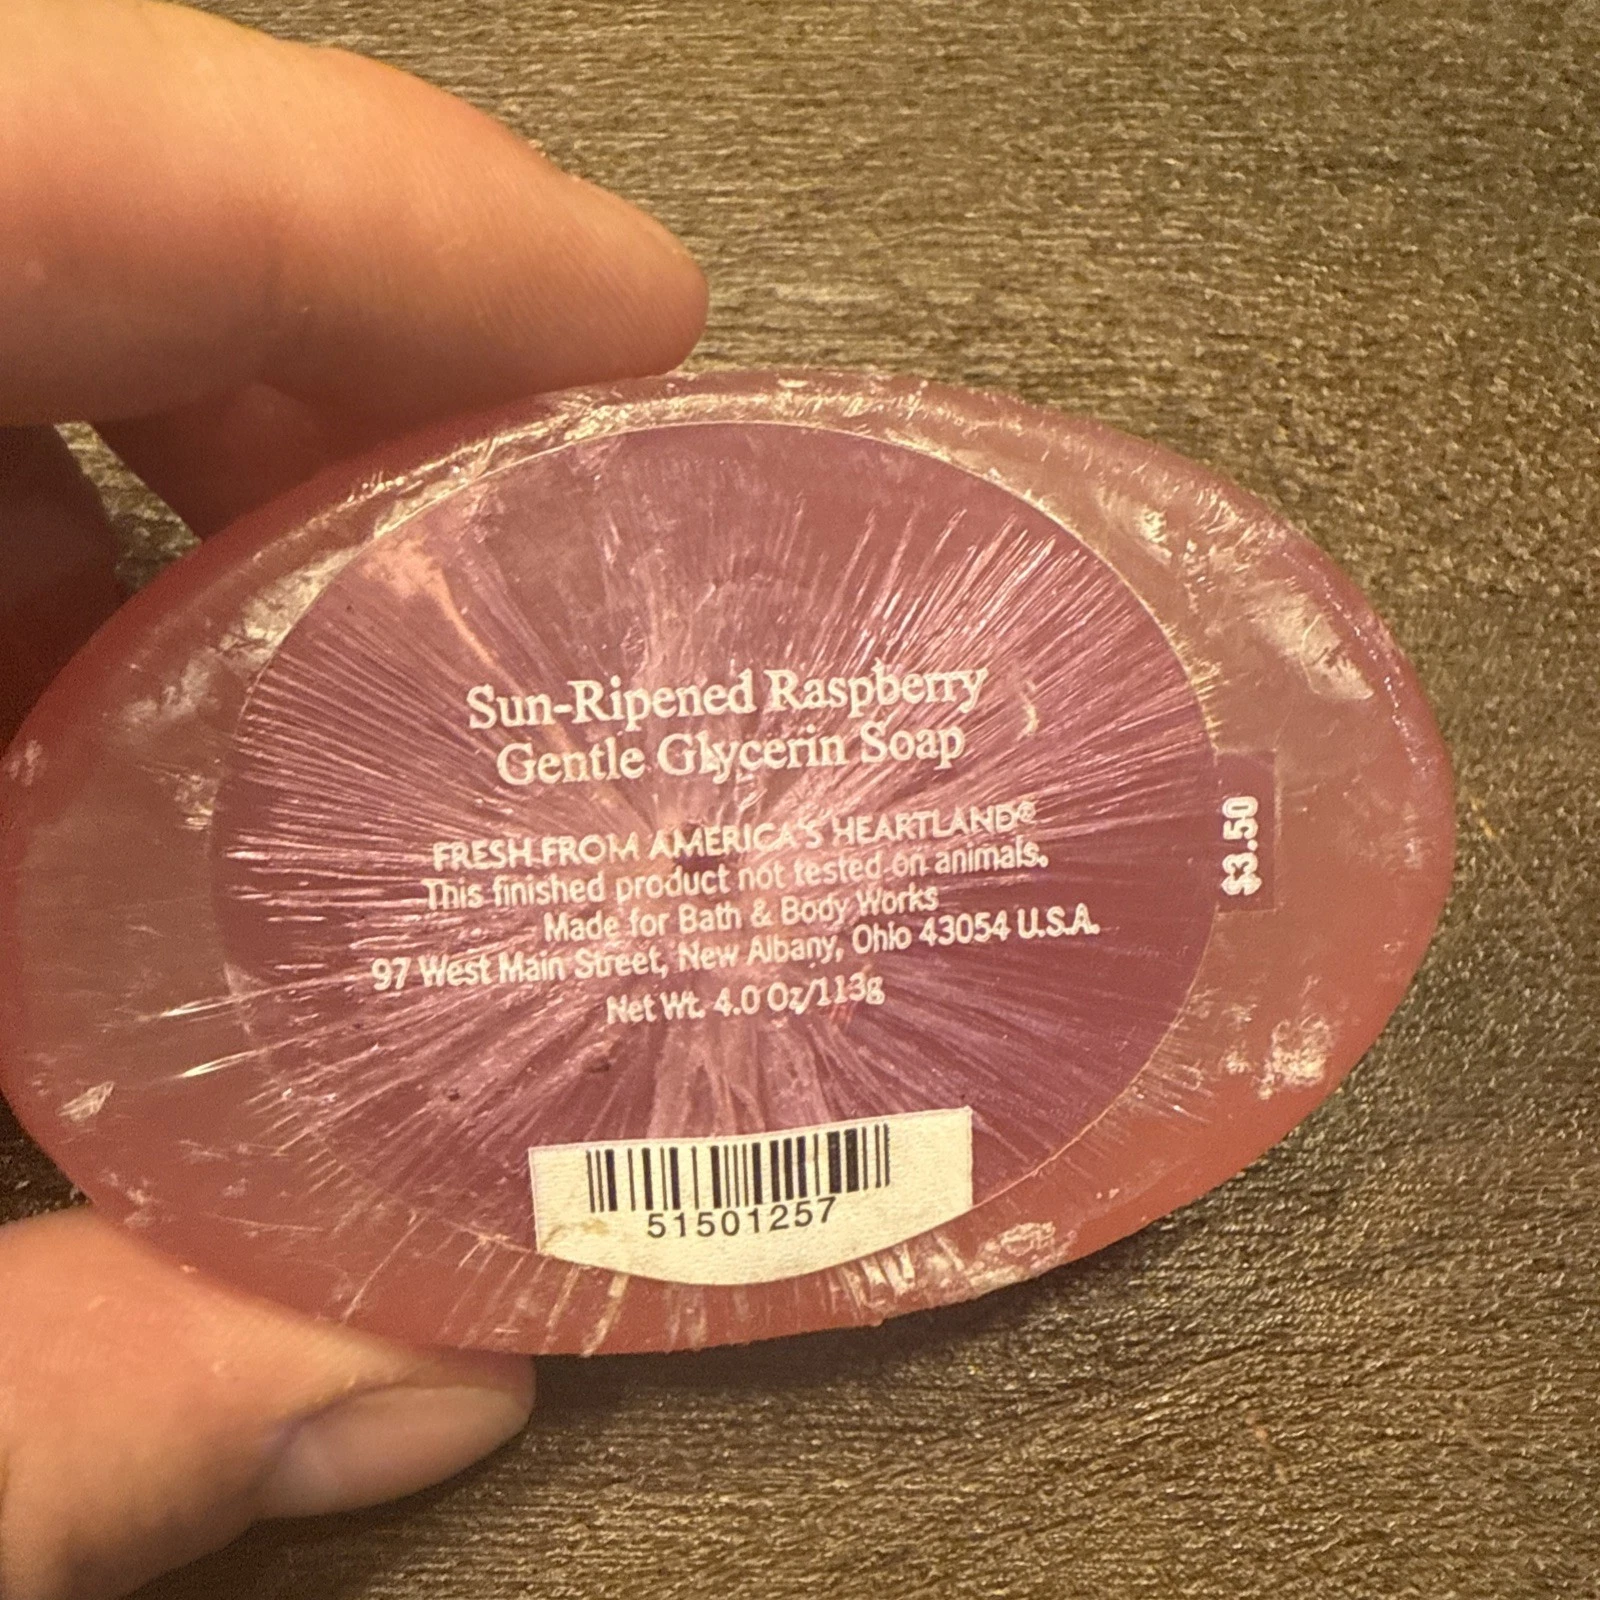 Sun-Ripened Raspberry
Gentle Glycerin Soap
FRESH FROM AMERICA'S HEARTLAND®
This finished product not tested on animals.
Made for Bath & Body Works
97 West Main Street, New Albany, Ohio 43054 U.S.A.
Net Wt. 4.0 Oz/113g
$3.50
51501257